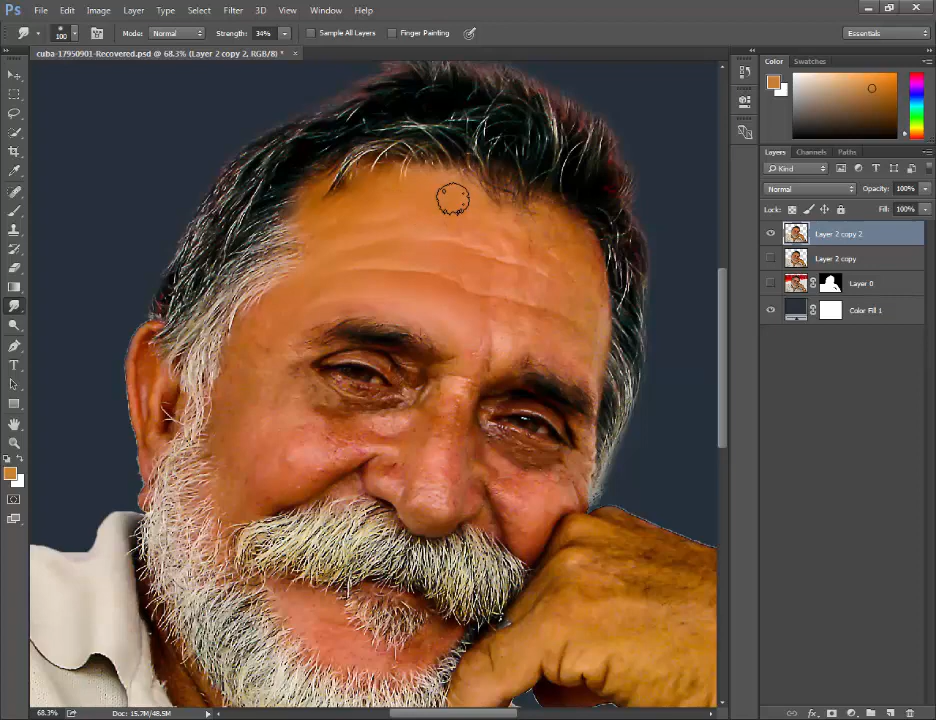 Ps File Edit Image Layer Type Select Filter 3D View Window Help
100 Mode: Normal Strength: 34% Sample All Layers Finger Painting Essentials
cuba-17950901-Recovered.psd @ 68.3% (Layer 2 copy 2, RGB/8) * ×
Color Swatches
Layers Channels Paths
Kind
Normal Opacity: 100%
Lock: Fill: 100%
Layer 2 copy 2
Layer 2 copy
Layer 0
Color Fill 1
68.3% Doc: 15.7M/48.5M
fx